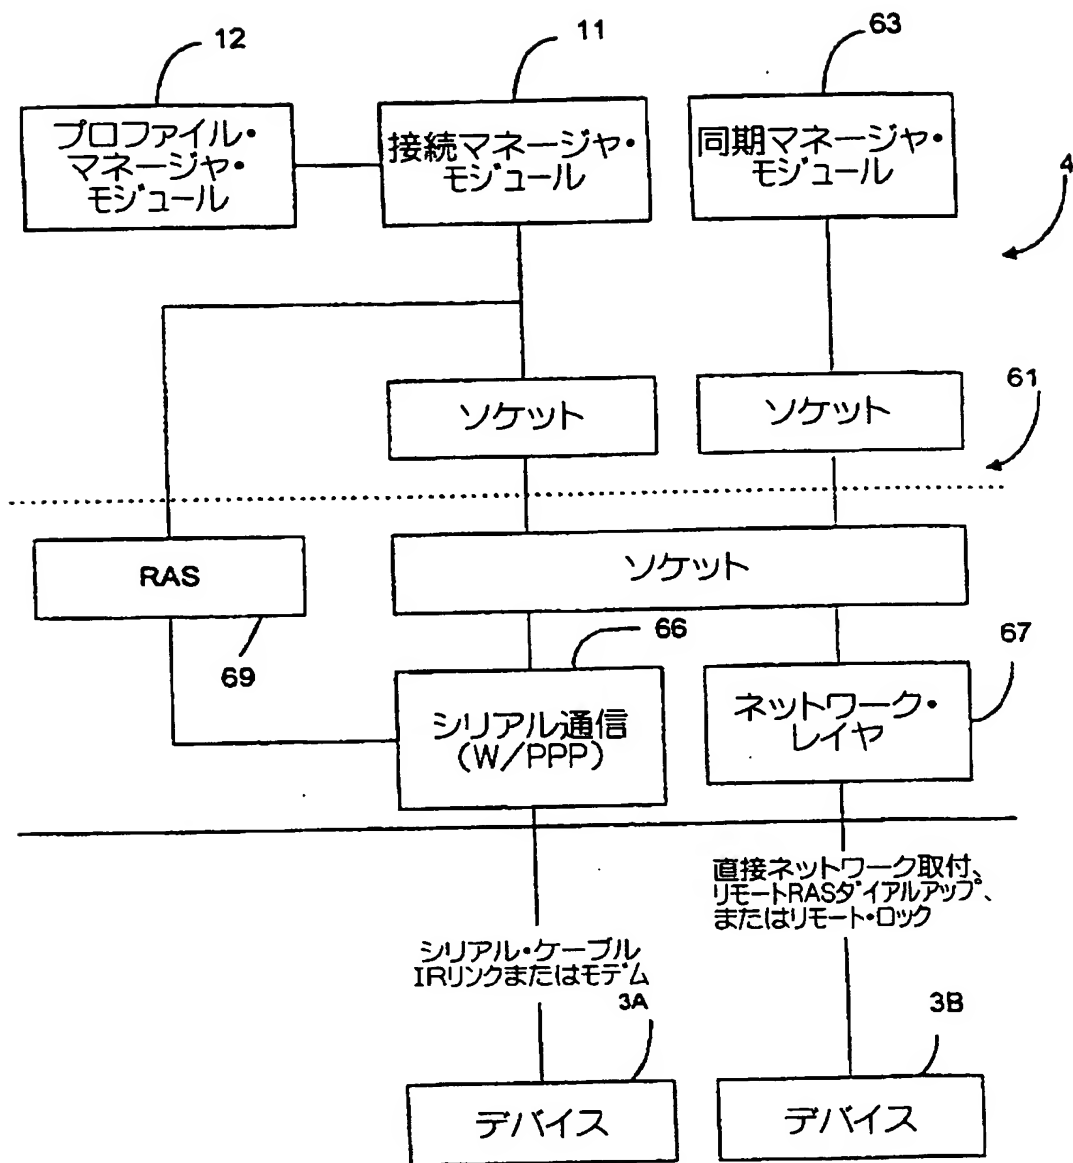 12
11
63
プロファイル・
マネージャ・
モジュール
接続マネージャ・
モジュール
同期マネージャ・
モジュール
4
61
ソケット
ソケット
RAS
ソケット
69
66
67
シリアル通信
(W/PPP)
ネットワーク・
レイヤ
直接ネットワーク取付、
リモートRASダイアルアップ、
またはリモート・ロック
シリアル・ケーブル
IRリンクまたはモデム
3A
3B
デバイス
デバイス